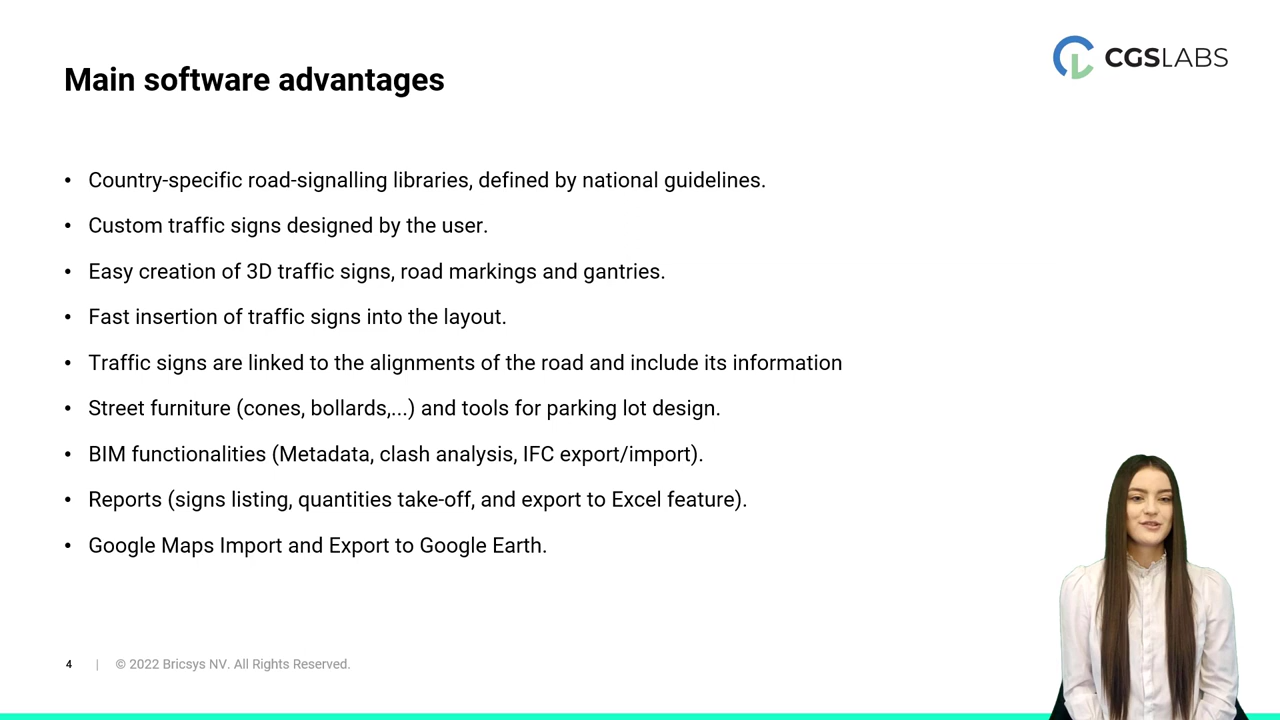 CGSLABS
Main software advantages
• Country-specific road-signalling libraries, defined by national guidelines.
• Custom traffic signs designed by the user.
• Easy creation of 3D traffic signs, road markings and gantries.
• Fast insertion of traffic signs into the layout.
• Traffic signs are linked to the alignments of the road and include its information
• Street furniture (cones, bollards,...) and tools for parking lot design.
• BIM functionalities (Metadata, clash analysis, IFC export/import).
• Reports (signs listing, quantities take-off, and export to Excel feature).
• Google Maps Import and Export to Google Earth.
4 | © 2022 Bricsys NV. All Rights Reserved.